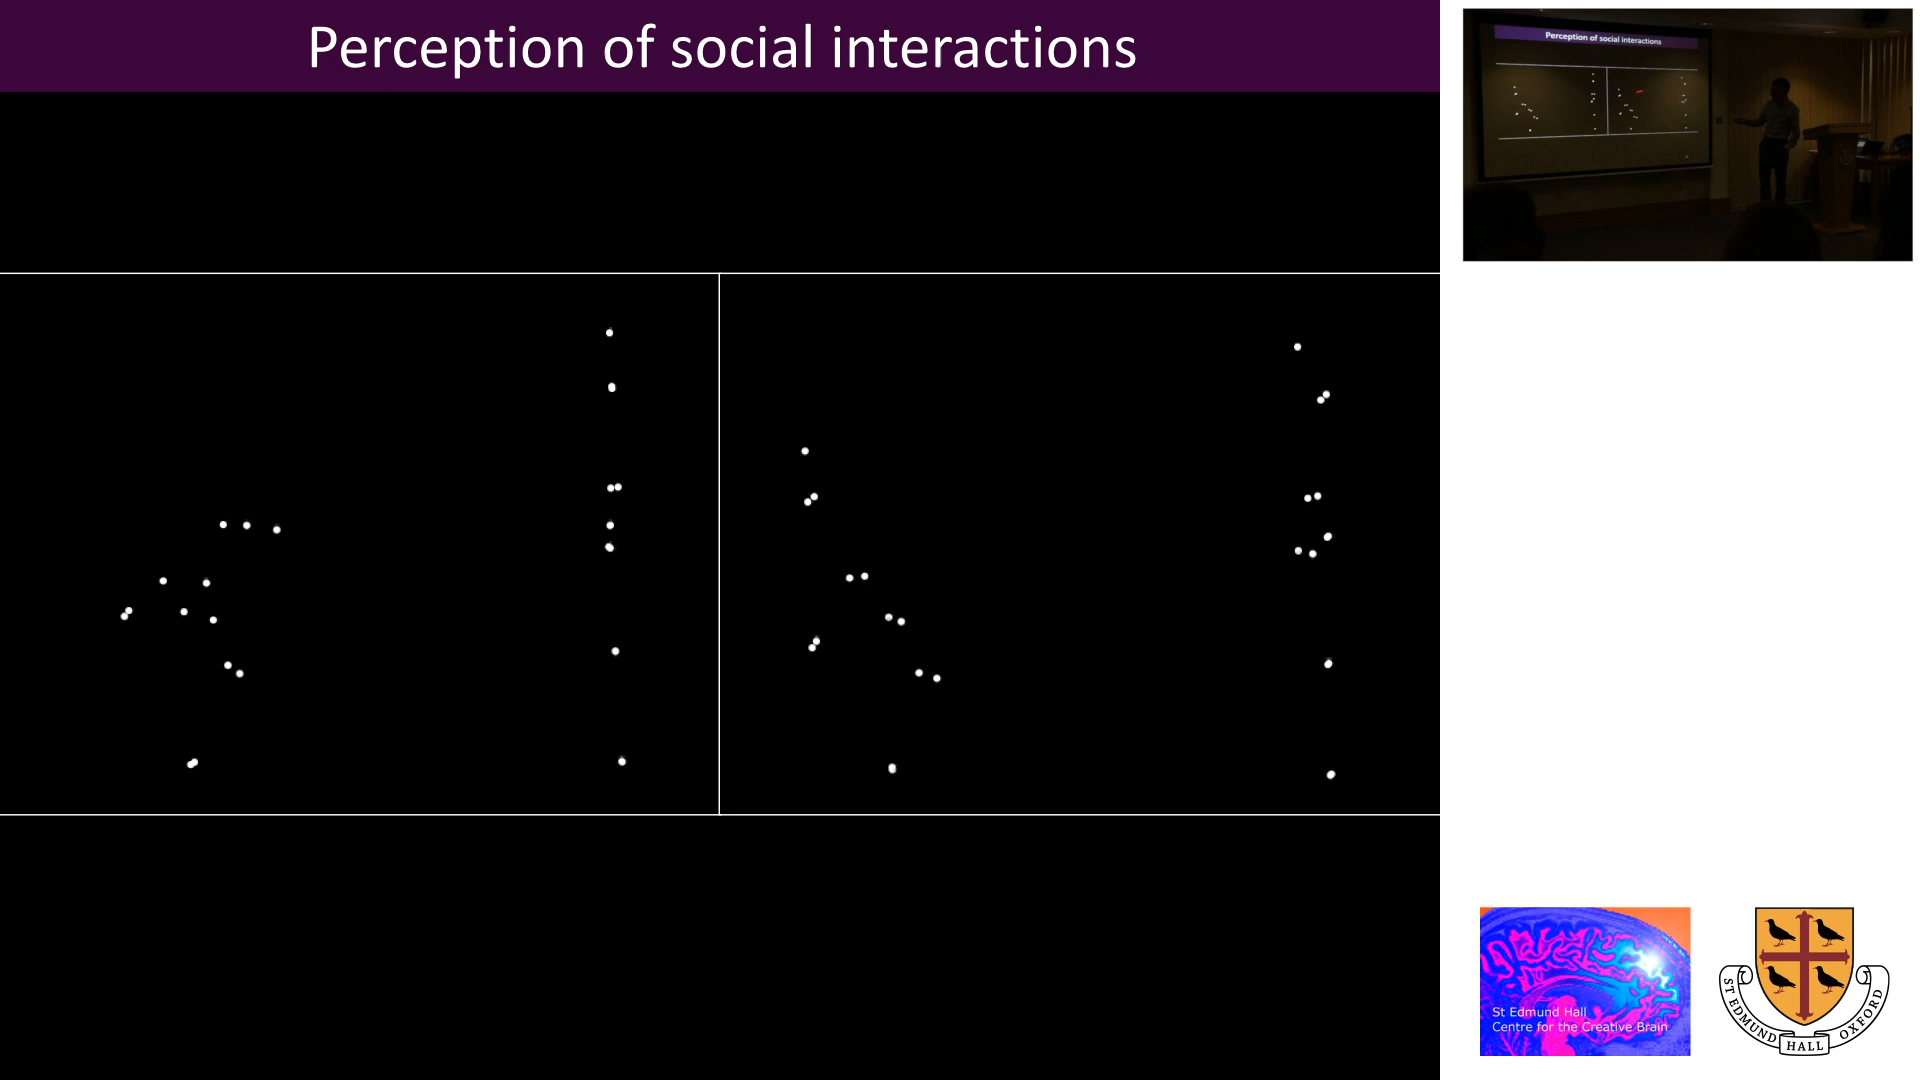 Perception of social interactions
Perception of social interactions
St Edmund Hall
Centre for the Creative Brain
ST EDMUND HALL OXFORD